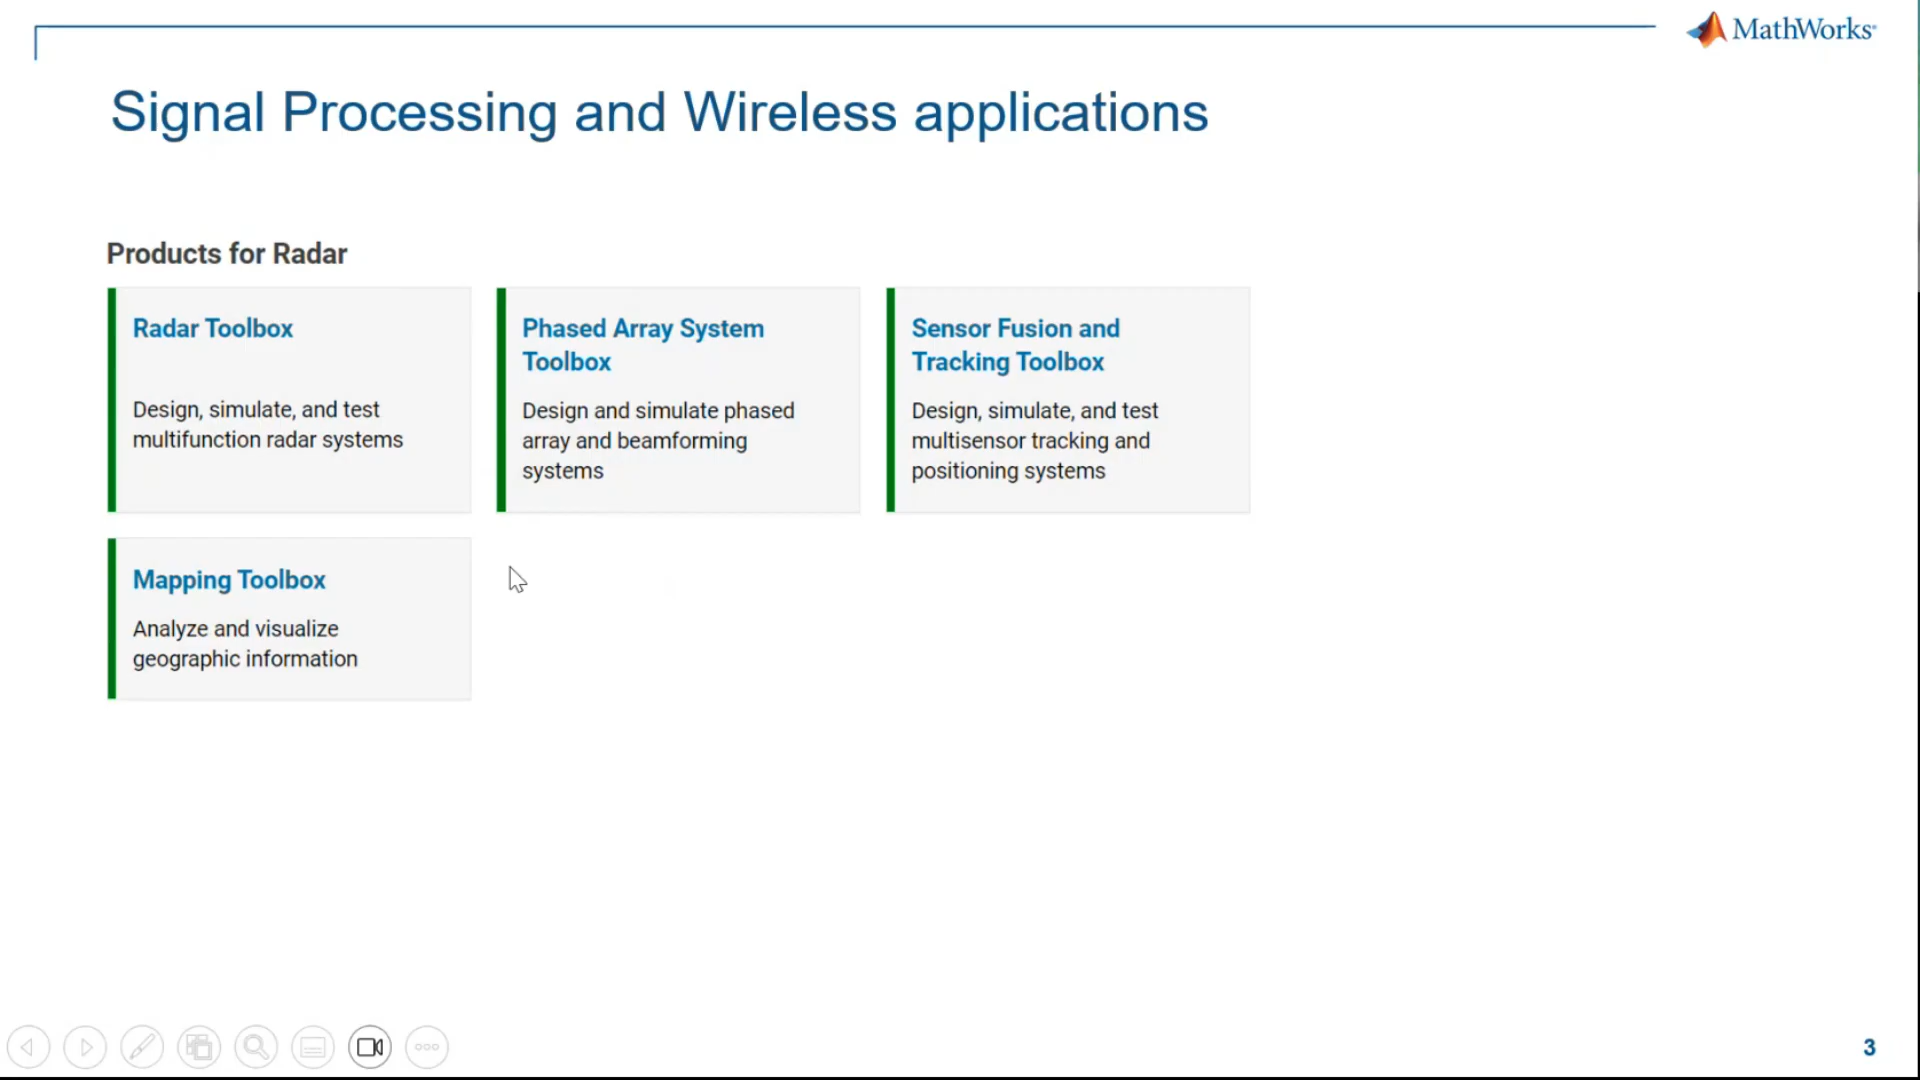 MathWorks®
Signal Processing and Wireless applications
Products for Radar
Radar Toolbox
Design, simulate, and test
multifunction radar systems
Phased Array System
Toolbox
Design and simulate phased
array and beamforming
systems
Sensor Fusion and
Tracking Toolbox
Design, simulate, and test
multisensor tracking and
positioning systems
Mapping Toolbox
Analyze and visualize
geographic information
3